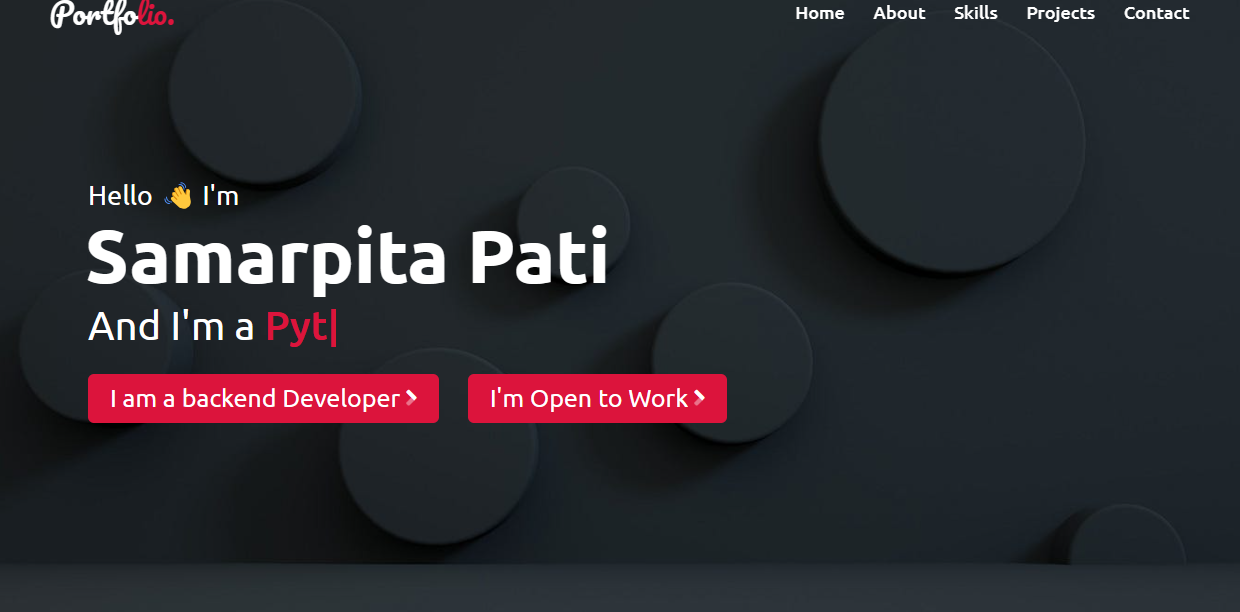 Portfolio.
Home About Skills Projects Contact
Hello 👋 I'm
Samarpita Pati
And I'm a Pyt|
I am a backend Developer
I'm Open to Work